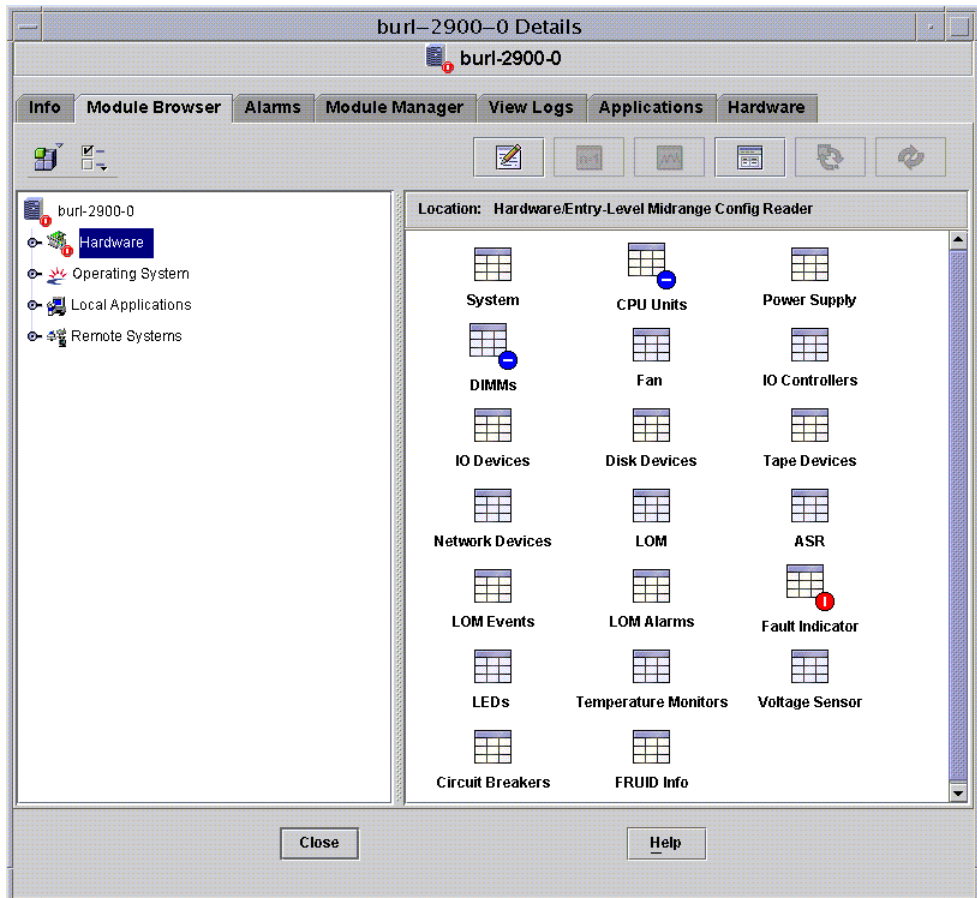 burl-2900-0 Details
burl-2900-0
Info Module Browser Alarms Module Manager View Logs Applications Hardware
burl-2900-0
Hardware
Operating System
Local Applications
Remote Systems
Location: Hardware/Entry-Level Midrange Config Reader
System CPU Units Power Supply
DIMMs Fan IO Controllers
IO Devices Disk Devices Tape Devices
Network Devices LOM ASR
LOM Events LOM Alarms Fault Indicator
LEDs Temperature Monitors Voltage Sensor
Circuit Breakers FRUID Info
Close Help